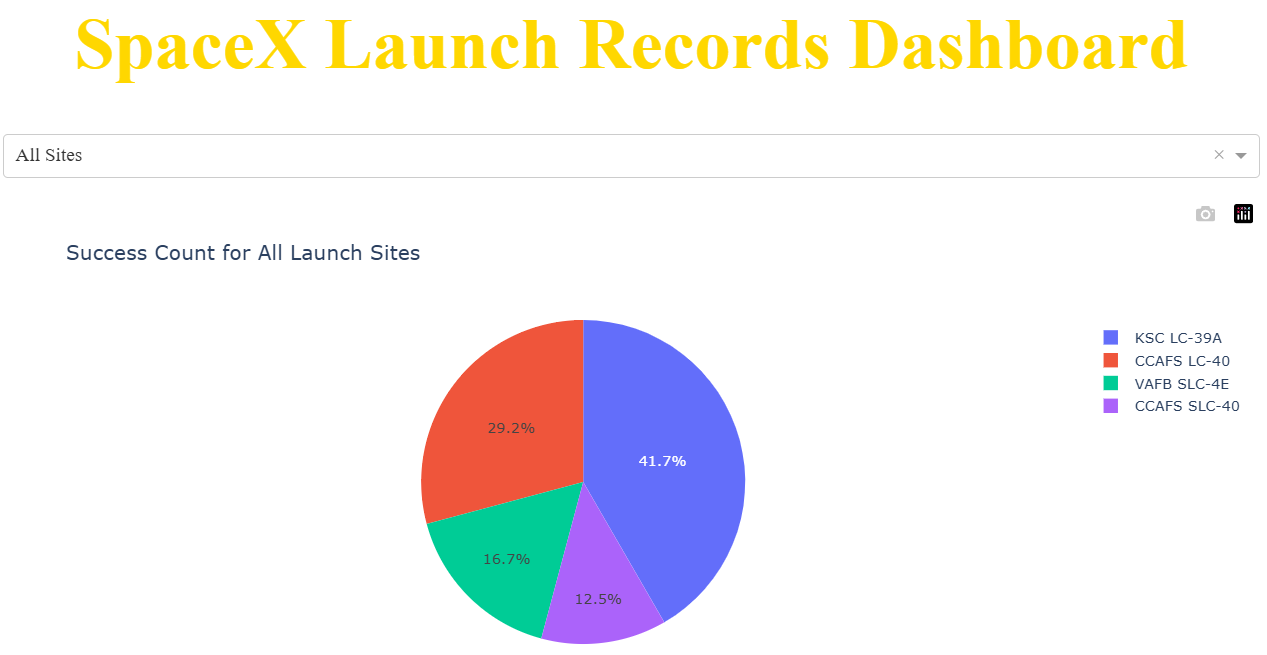 SpaceX Launch Records Dashboard
All Sites ×
Success Count for All Launch Sites
KSC LC-39A
CCAFS LC-40
VAFB SLC-4E
CCAFS SLC-40
29.2%
41.7%
16.7%
12.5%